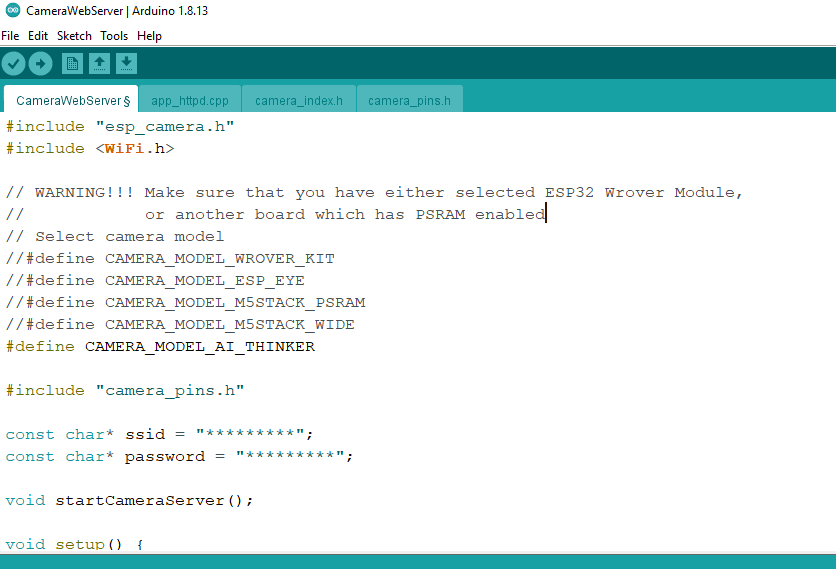 CameraWebServer | Arduino 1.8.13
File Edit Sketch Tools Help
CameraWebServer § app_httpd.cpp camera_index.h camera_pins.h
#include "esp_camera.h"
#include <WiFi.h>
// WARNING!!! Make sure that you have either selected ESP32 Wrover Module,
//            or another board which has PSRAM enabled
// Select camera model
//#define CAMERA_MODEL_WROVER_KIT
//#define CAMERA_MODEL_ESP_EYE
//#define CAMERA_MODEL_M5STACK_PSRAM
//#define CAMERA_MODEL_M5STACK_WIDE
#define CAMERA_MODEL_AI_THINKER
#include "camera_pins.h"
const char* ssid = "*********";
const char* password = "*********";
void startCameraServer();
void setup() {